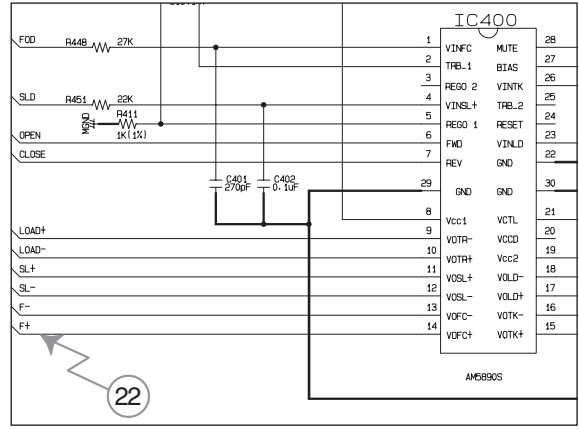 IC400
FOD R448 27K 1 VINFC MUTE 28
2 TRB_1 BIAS 27
3 REGO 2 VINTK 26
SLD R451 22K 4 VINSL+ TRB_2 25
MGND R411 1K(1%) 5 REGO 1 RESET 24
OPEN 6 FWD VINLD 23
CLOSE 7 REV GND 22
C401 270pF C402 0.1uF 29 GND GND 30
8 Vcc1 VCTL 21
LOAD+ 9 VOTR- VCCD 20
LOAD- 10 VOTR+ Vcc2 19
SL+ 11 VOSL+ VOLD- 18
SL- 12 VOSL- VOLD+ 17
F- 13 VOFC- VOTK- 16
F+ 14 VOFC+ VOTK+ 15
AM5890S
22